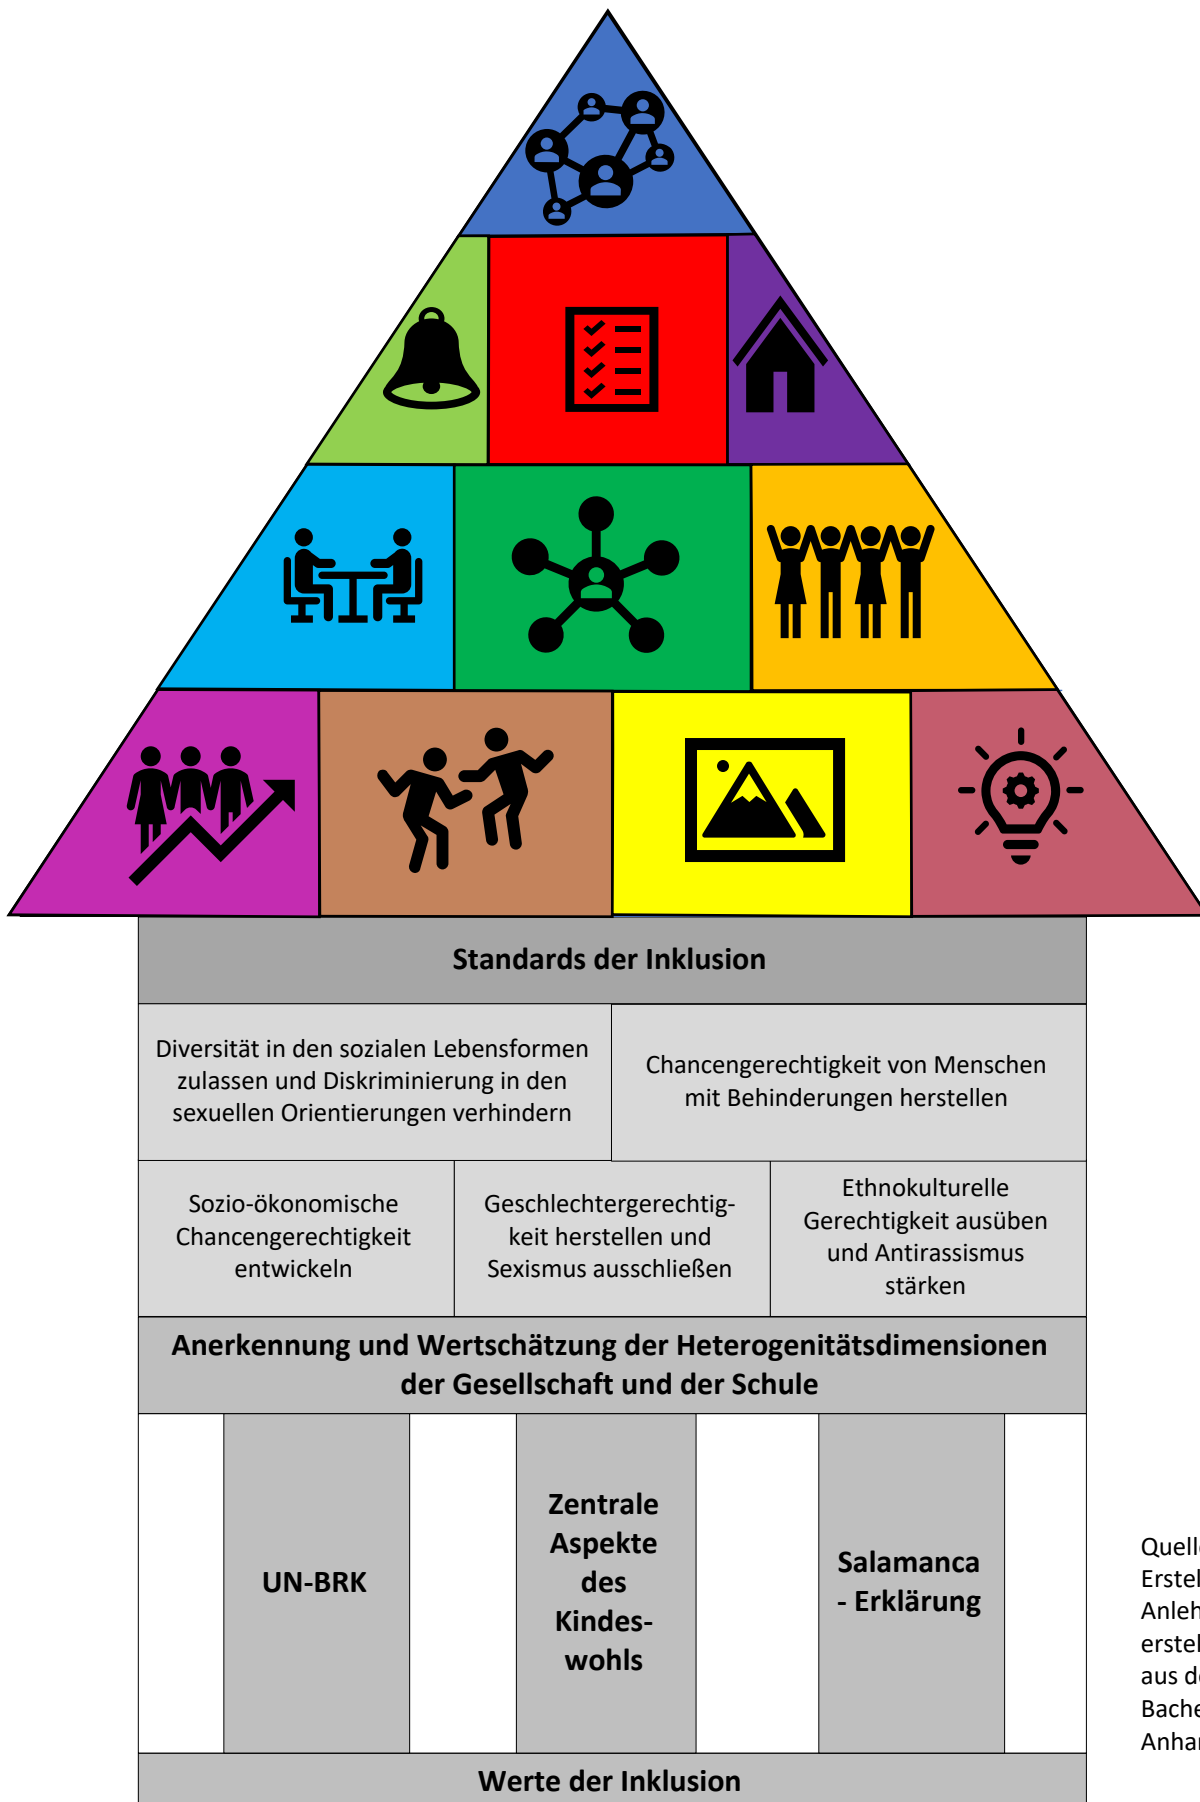 Standards der Inklusion
Diversität in den sozialen Lebensformen
zulassen und Diskriminierung in den
sexuellen Orientierungen verhindern
Chancengerechtigkeit von Menschen
mit Behinderungen herstellen
Sozio-ökonomische
Chancengerechtigkeit
entwickeln
Geschlechtergerechtig-
keit herstellen und
Sexismus ausschließen
Ethnokulturelle
Gerechtigkeit ausüben
und Antirassismus
stärken
Anerkennung und Wertschätzung der Heterogenitätsdimensionen
der Gesellschaft und der Schule
UN-BRK
Zentrale
Aspekte
des
Kindes-
wohls
Salamanca
- Erklärung
Werte der Inklusion
aus